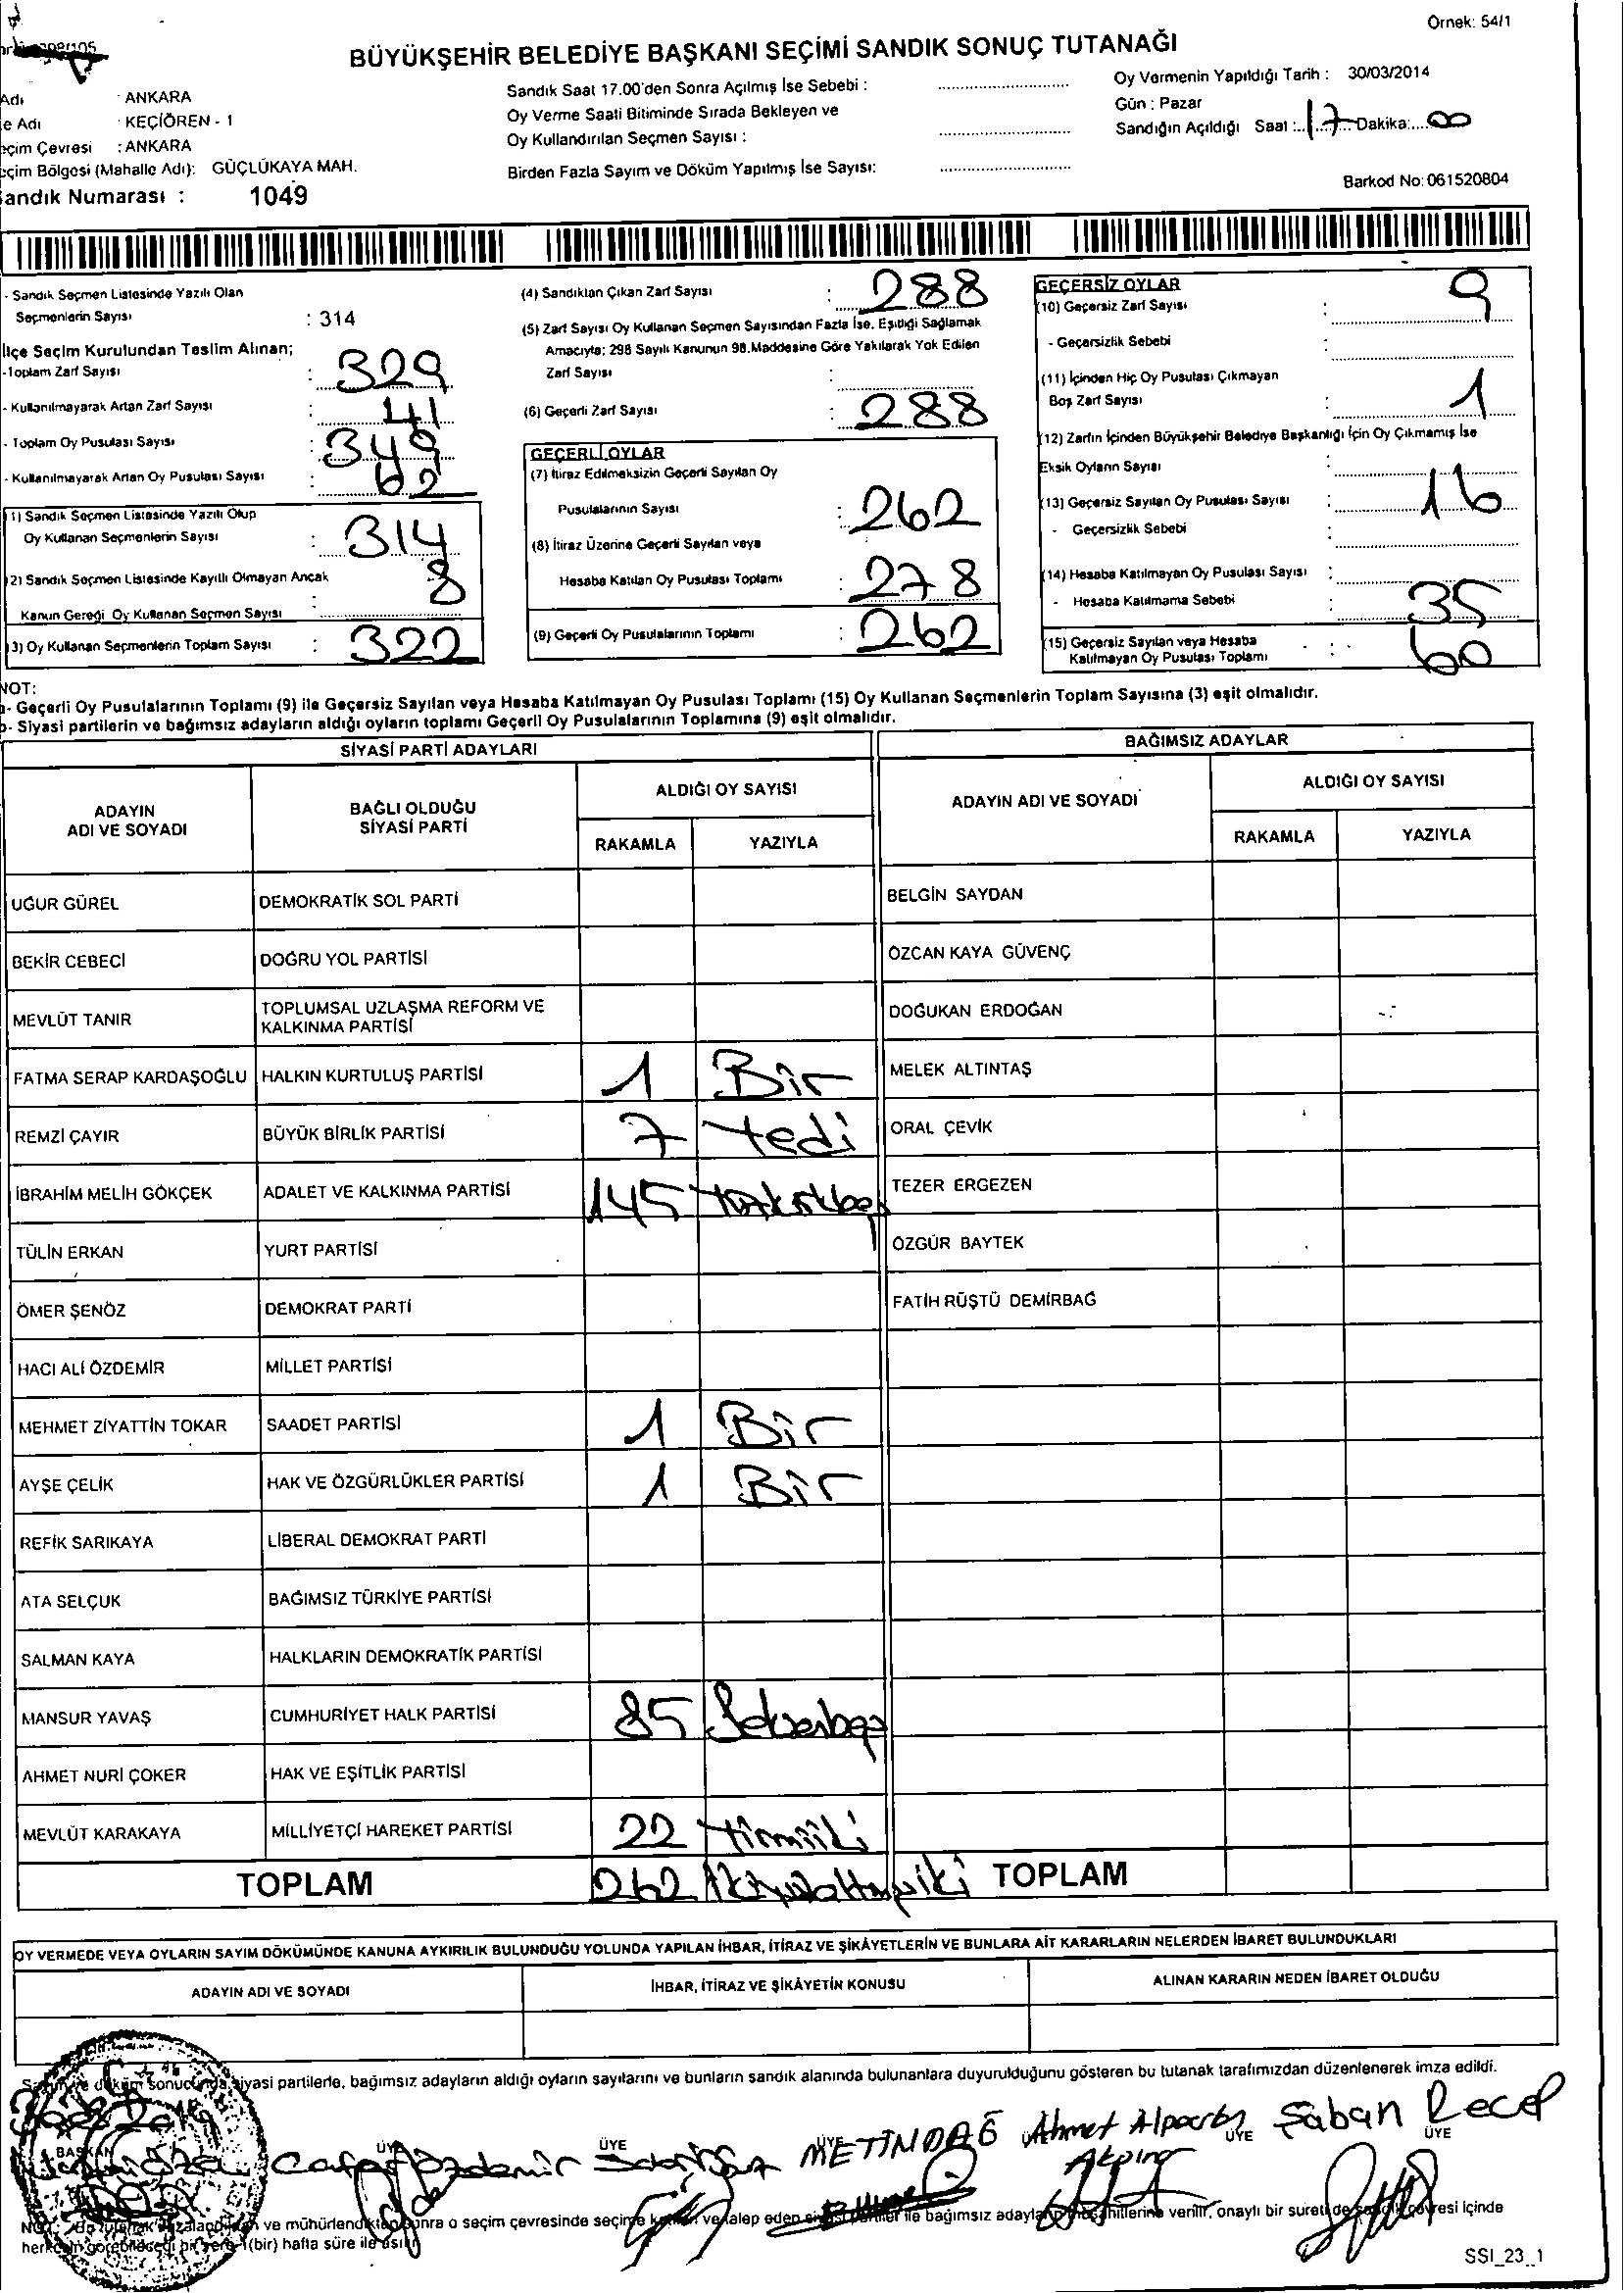 Örnek: 54/1
BÜYÜKŞEHİR BELEDİYE BAŞKANI SEÇİMİ SANDIK SONUÇ TUTANAĞI
Adı : ANKARA
e Adı : KEÇİÖREN - 1
eçim Çevresi : ANKARA
eçim Bölgesi (Mahalle Adı): GÜÇLÜKAYA MAH.
andık Numarası : 1049
Sandık Saat 17.00'den Sonra Açılmış İse Sebebi :
Oy Verme Saati Bitiminde Sırada Bekleyen ve
Oy Kullandırılan Seçmen Sayısı :
Birden Fazla Sayım ve Döküm Yapılmış İse Sayısı:
Oy Vermenin Yapıldığı Tarih : 30/03/2014
Gün : Pazar
Sandığın Açıldığı Saat : 17 Dakika: 00
Barkod No: 061520804
- Sandık Seçmen Listesinde Yazılı Olan
Seçmenlerin Sayısı : 314
İlçe Seçim Kurulundan Teslim Alınan;
-Toplam Zarf Sayısı : 329
- Kullanılmayarak Artan Zarf Sayısı : 41
- Toplam Oy Pusulası Sayısı : 349
- Kullanılmayarak Artan Oy Pusulası Sayısı : 62
1) Sandık Seçmen Listesinde Yazılı Olup
Oy Kullanan Seçmenlerin Sayısı : 314
2) Sandık Seçmen Listesinde Kayıtlı Olmayan Ancak
Kanun Gereği Oy Kullanan Seçmen Sayısı : 8
3) Oy Kullanan Seçmenlerin Toplam Sayısı : 322
(4) Sandıktan Çıkan Zarf Sayısı : 288
(5) Zarf Sayısı Oy Kullanan Seçmen Sayısından Fazla İse, Eşitliği Sağlamak
Amacıyla; 298 Sayılı Kanunun 98.Maddesine Göre Yakılarak Yok Edilen
Zarf Sayısı :
(6) Geçerli Zarf Sayısı : 288
GEÇERLİ OYLAR
(7) İtiraz Edilmeksizin Geçerli Sayılan Oy
Pusulalarının Sayısı : 262
(8) İtiraz Üzerine Geçerli Sayılan veya
Hesaba Katılan Oy Pusulası Toplamı : 278
(9) Geçerli Oy Pusulalarının Toplamı : 262
GEÇERSİZ OYLAR
(10) Geçersiz Zarf Sayısı : 9
- Geçersizlik Sebebi :
(11) İçinden Hiç Oy Pusulası Çıkmayan
Boş Zarf Sayısı : 1
(12) Zarfın İçinden Büyükşehir Belediye Başkanlığı İçin Oy Çıkmamış İse
Eksik Oyların Sayısı :
(13) Geçersiz Sayılan Oy Pusulası Sayısı : 16
- Geçersizlik Sebebi :
(14) Hesaba Katılmayan Oy Pusulası Sayısı :
- Hesaba Katılmama Sebebi : 35
(15) Geçersiz Sayılan veya Hesaba
Katılmayan Oy Pusulası Toplamı : 60
NOT:
a- Geçerli Oy Pusulalarının Toplamı (9) ile Geçersiz Sayılan veya Hesaba Katılmayan Oy Pusulası Toplamı (15) Oy Kullanan Seçmenlerin Toplam Sayısına (3) eşit olmalıdır.
b- Siyasi partilerin ve bağımsız adayların aldığı oyların toplamı Geçerli Oy Pusulalarının Toplamına (9) eşit olmalıdır.
SİYASİ PARTİ ADAYLARI BAĞIMSIZ ADAYLAR
ADAYIN ADI VE SOYADI BAĞLI OLDUĞU SİYASİ PARTİ ALDIĞI OY SAYISI RAKAMLA YAZIYLA ADAYIN ADI VE SOYADI ALDIĞI OY SAYISI RAKAMLA YAZIYLA
UĞUR GÜREL DEMOKRATİK SOL PARTİ BELGİN SAYDAN
BEKİR CEBECİ DOĞRU YOL PARTİSİ ÖZCAN KAYA GÜVENÇ
MEVLÜT TANIR TOPLUMSAL UZLAŞMA REFORM VE KALKINMA PARTİSİ DOĞUKAN ERDOĞAN
FATMA SERAP KARDAŞOĞLU HALKIN KURTULUŞ PARTİSİ 1 Bir MELEK ALTINTAŞ
REMZİ ÇAYIR BÜYÜK BİRLİK PARTİSİ 7 Yedi ORAL ÇEVİK
İBRAHİM MELİH GÖKÇEK ADALET VE KALKINMA PARTİSİ 145 TEZER ERGEZEN
TÜLİN ERKAN YURT PARTİSİ ÖZGÜR BAYTEK
ÖMER ŞENÖZ DEMOKRAT PARTİ FATİH RÜŞTÜ DEMİRBAĞ
HACI ALİ ÖZDEMİR MİLLET PARTİSİ
MEHMET ZİYATTİN TOKAR SAADET PARTİSİ 1 Bir
AYŞE ÇELİK HAK VE ÖZGÜRLÜKLER PARTİSİ 1 Bir
REFİK SARIKAYA LİBERAL DEMOKRAT PARTİ
ATA SELÇUK BAĞIMSIZ TÜRKİYE PARTİSİ
SALMAN KAYA HALKLARIN DEMOKRATİK PARTİSİ
MANSUR YAVAŞ CUMHURİYET HALK PARTİSİ 85 Seksenbeş
AHMET NURİ ÇOKER HAK VE EŞİTLİK PARTİSİ
MEVLÜT KARAKAYA MİLLİYETÇİ HAREKET PARTİSİ 22 Yirmiiki
TOPLAM 262 ikiyüzaltmışiki TOPLAM
OY VERMEDE VEYA OYLARIN SAYIM DÖKÜMÜNDE KANUNA AYKIRILIK BULUNDUĞU YOLUNDA YAPILAN İHBAR, İTİRAZ VE ŞİKÂYETLERİN VE BUNLARA AİT KARARLARIN NELERDEN İBARET BULUNDUKLARI
ADAYIN ADI VE SOYADI İHBAR, İTİRAZ VE ŞİKÂYETİN KONUSU ALINAN KARARIN NEDEN İBARET OLDUĞU
döküm sonucunda, siyasi partilerle, bağımsız adayların aldığı oyların sayılarını ve bunların sandık alanında bulunanlara duyurulduğunu gösteren bu tutanak tarafımızdan düzenlenerek imza edildi.
BAŞKAN ÜYE ÜYE ÜYE ÜYE ÜYE ÜYE
Cafer Özdemir METİN DAĞ Ahmet Alparslan Akpınar Şaban Recep
NOT: Bu tutanak imzalandıktan ve mühürlendikten sonra o seçim çevresinde seçime katılan ve talep eden siyasi partiler ile bağımsız adayların müşahitlerine verilir, onaylı bir sureti de sandık çevresi içinde
herkesin görebileceği bir yere 1(bir) hafta süre ile asılır.
SSI_23_1